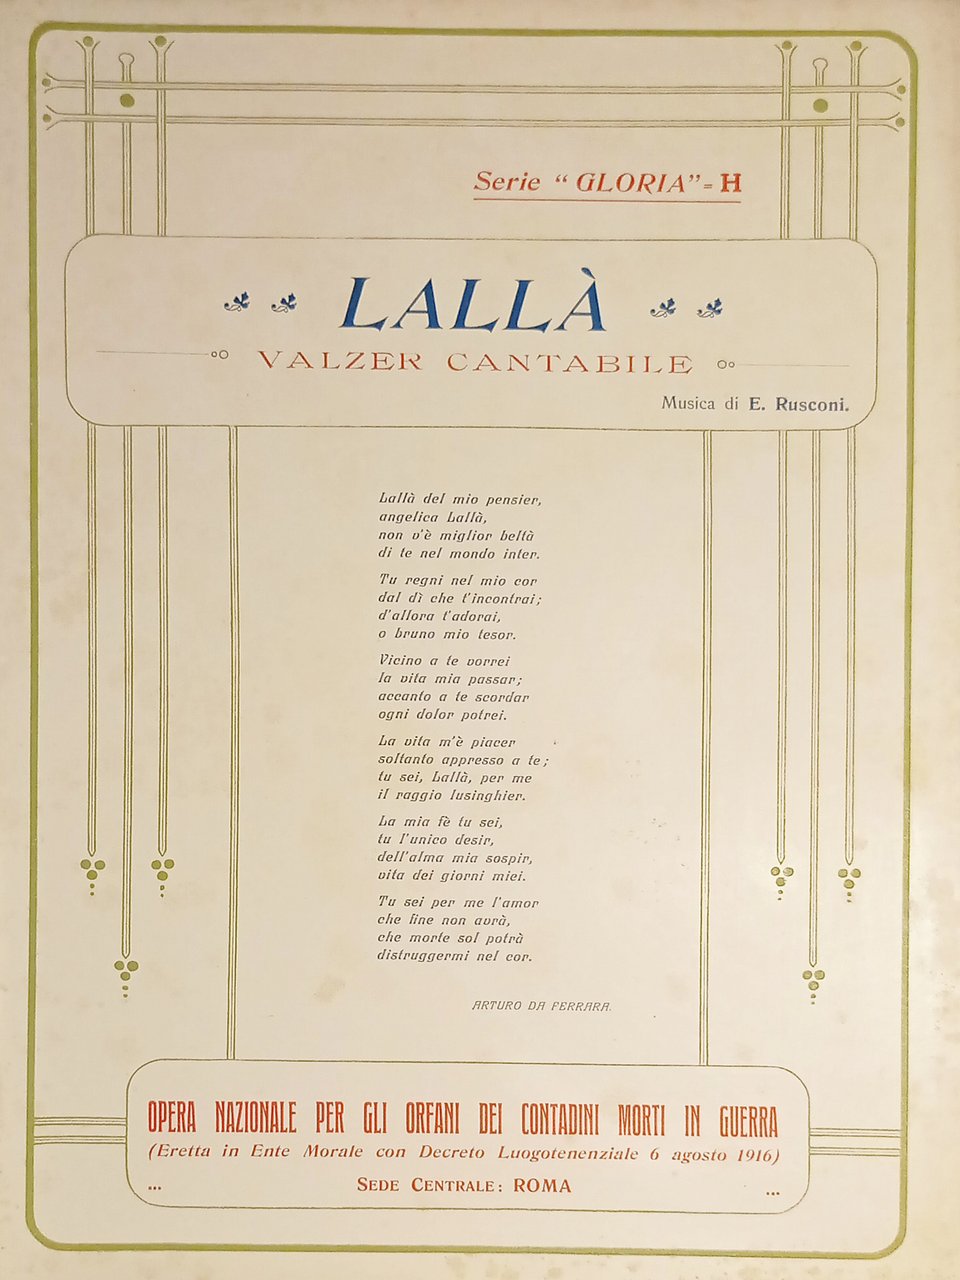 Serie “GLORIA”= H
LALLÀ
VALZER CANTABILE
Musica di E. Rusconi.
Lallà del mio pensier,
angelica Lallà,
non v'è miglior beltà
di te nel mondo inter.
Tu regni nel mio cor
dal dì che t'incontrai;
d'allora t'adorai,
o bruno mio tesor.
Vicino a te vorrei
la vita mia passar;
accanto a te scordar
ogni dolor potrei.
La vita m'è piacer
soltanto appresso a te;
tu sei, Lallà, per me
il raggio lusinghier.
La mia fè tu sei,
tu l'unico desir,
dell'alma mia sospir,
vita dei giorni miei.
Tu sei per me l'amor
che fine non avrà,
che morte sol potrà
distruggermi nel cor.
ARTURO DA FERRARA.
OPERA NAZIONALE PER GLI ORFANI DEI CONTADINI MORTI IN GUERRA
(Eretta in Ente Morale con Decreto Luogotenenziale 6 agosto 1916)
... SEDE CENTRALE: ROMA ...